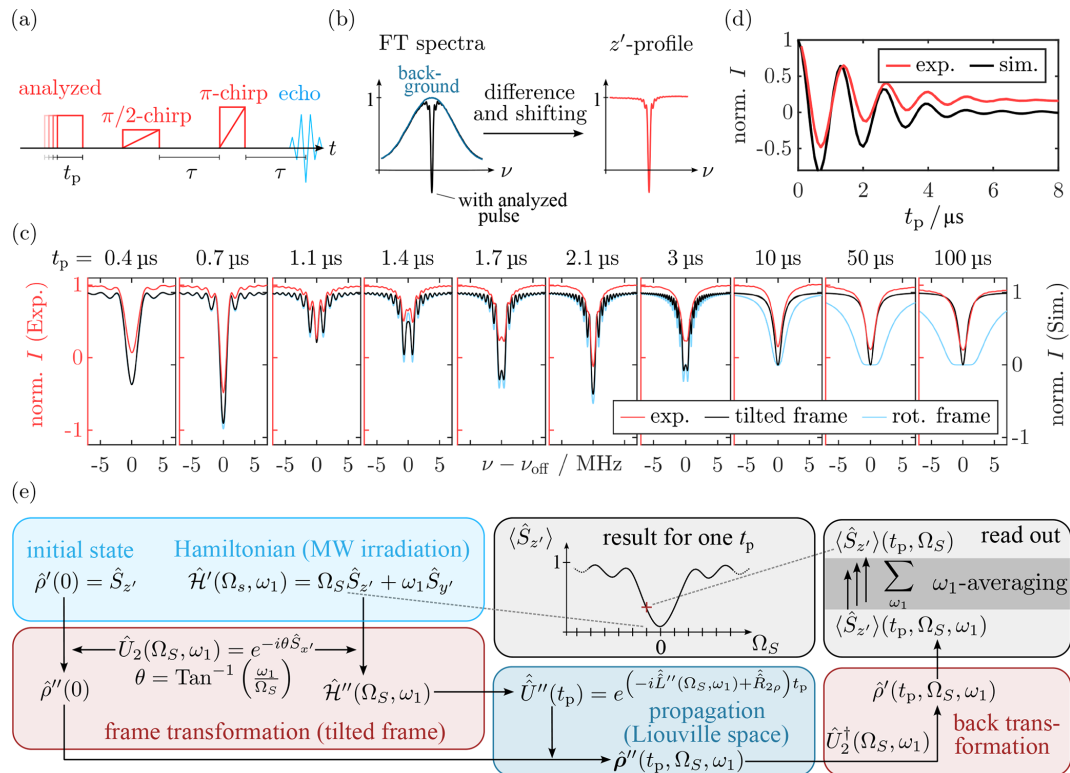 (a)
analyzed
π/2-chirp
π-chirp
echo
t
t_p
τ
τ
(b)
FT spectra
back-
ground
1
ν
with analyzed
pulse
difference
and shifting
z′-profile
1
ν
(d)
norm. I
1
0.5
0
-0.5
exp.
sim.
0
2
4
6
8
t_p / µs
(c)
t_p =
0.4 µs
0.7 µs
1.1 µs
1.4 µs
1.7 µs
2.1 µs
3 µs
10 µs
50 µs
100 µs
norm. I (Exp.)
1
0
-1
1
0
-1
norm. I (Sim.)
exp.
tilted frame
rot. frame
-5 0 5
-5 0 5
-5 0 5
-5 0 5
-5 0 5
-5 0 5
-5 0 5
-5 0 5
ν − ν_off / MHz
(e)
initial state
ρ̂′(0) = Ŝ_z′
Hamiltonian (MW irradiation)
Ĥ′(Ω_s, ω_1) = Ω_S Ŝ_z′ + ω_1 Ŝ_y′
Û_2(Ω_S, ω_1) = e^{−iθŜ_x′}
θ = Tan^{−1} (ω_1/Ω_S)
ρ̂″(0)
Ĥ″(Ω_S, ω_1)
frame transformation (tilted frame)
⟨Ŝ_z′⟩
result for one t_p
1
0
Ω_S
Û̂″(t_p) = e^{(−iL̂̂″(Ω_S,ω_1)+R̂̂_2ρ) t_p}
propagation
(Liouville space)
ρ̂″(t_p, Ω_S, ω_1)
read out
⟨Ŝ_z′⟩(t_p, Ω_S)
∑_{ω_1} ω_1-averaging
⟨Ŝ_z′⟩(t_p, Ω_S, ω_1)
ρ̂′(t_p, Ω_S, ω_1)
Û_2^†(Ω_S, ω_1)
back trans-
formation